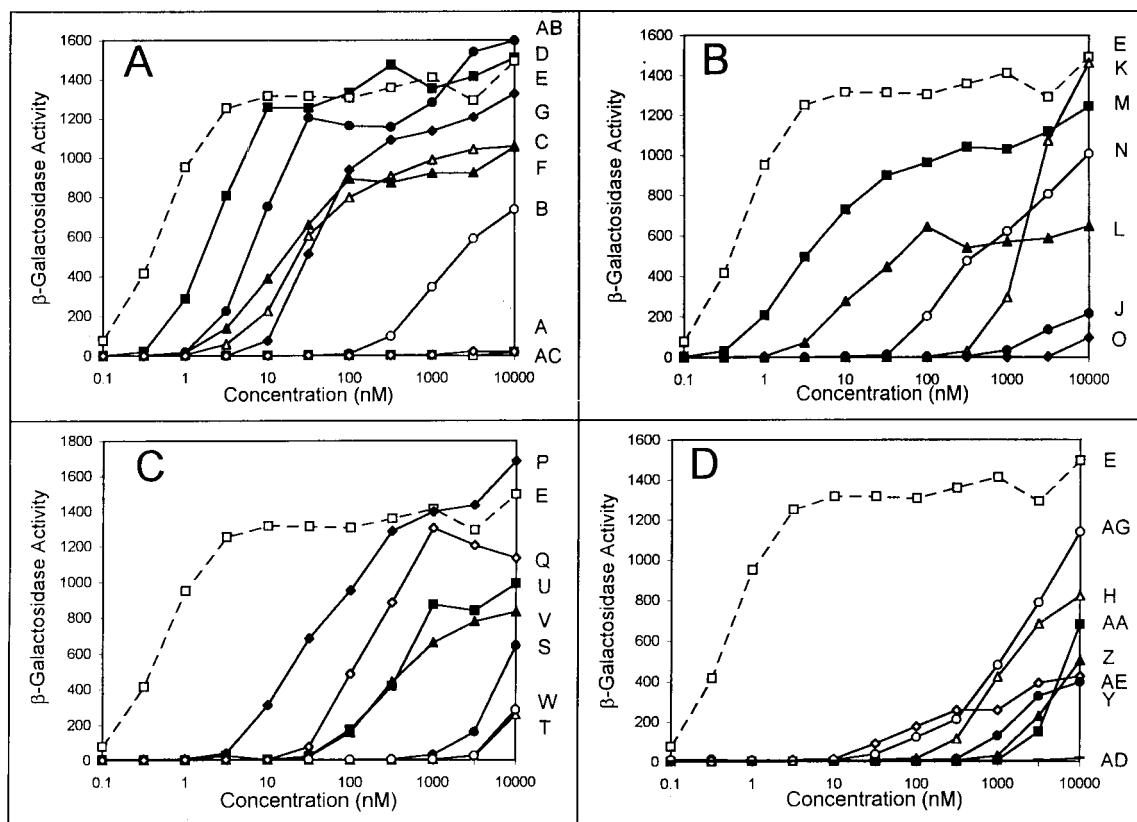 A
β-Galactosidase Activity
1600
1400
1200
1000
800
600
400
200
0
0.1
1
10
100
1000
10000
Concentration (nM)
AB
D
E
G
C
F
B
A
AC
B
β-Galactosidase Activity
1600
1400
1200
1000
800
600
400
200
0
0.1
1
10
100
1000
10000
Concentration (nM)
E
K
M
N
L
J
O
C
β-Galactosidase Activity
1800
1600
1400
1200
1000
800
600
400
200
0
0.1
1
10
100
1000
10000
Concentration (nM)
P
E
Q
U
V
S
W
T
D
β-Galactosidase Activity
1600
1400
1200
1000
800
600
400
200
0
0.1
1
10
100
1000
10000
Concentration (nM)
E
AG
H
AA
Z
AE
Y
AD